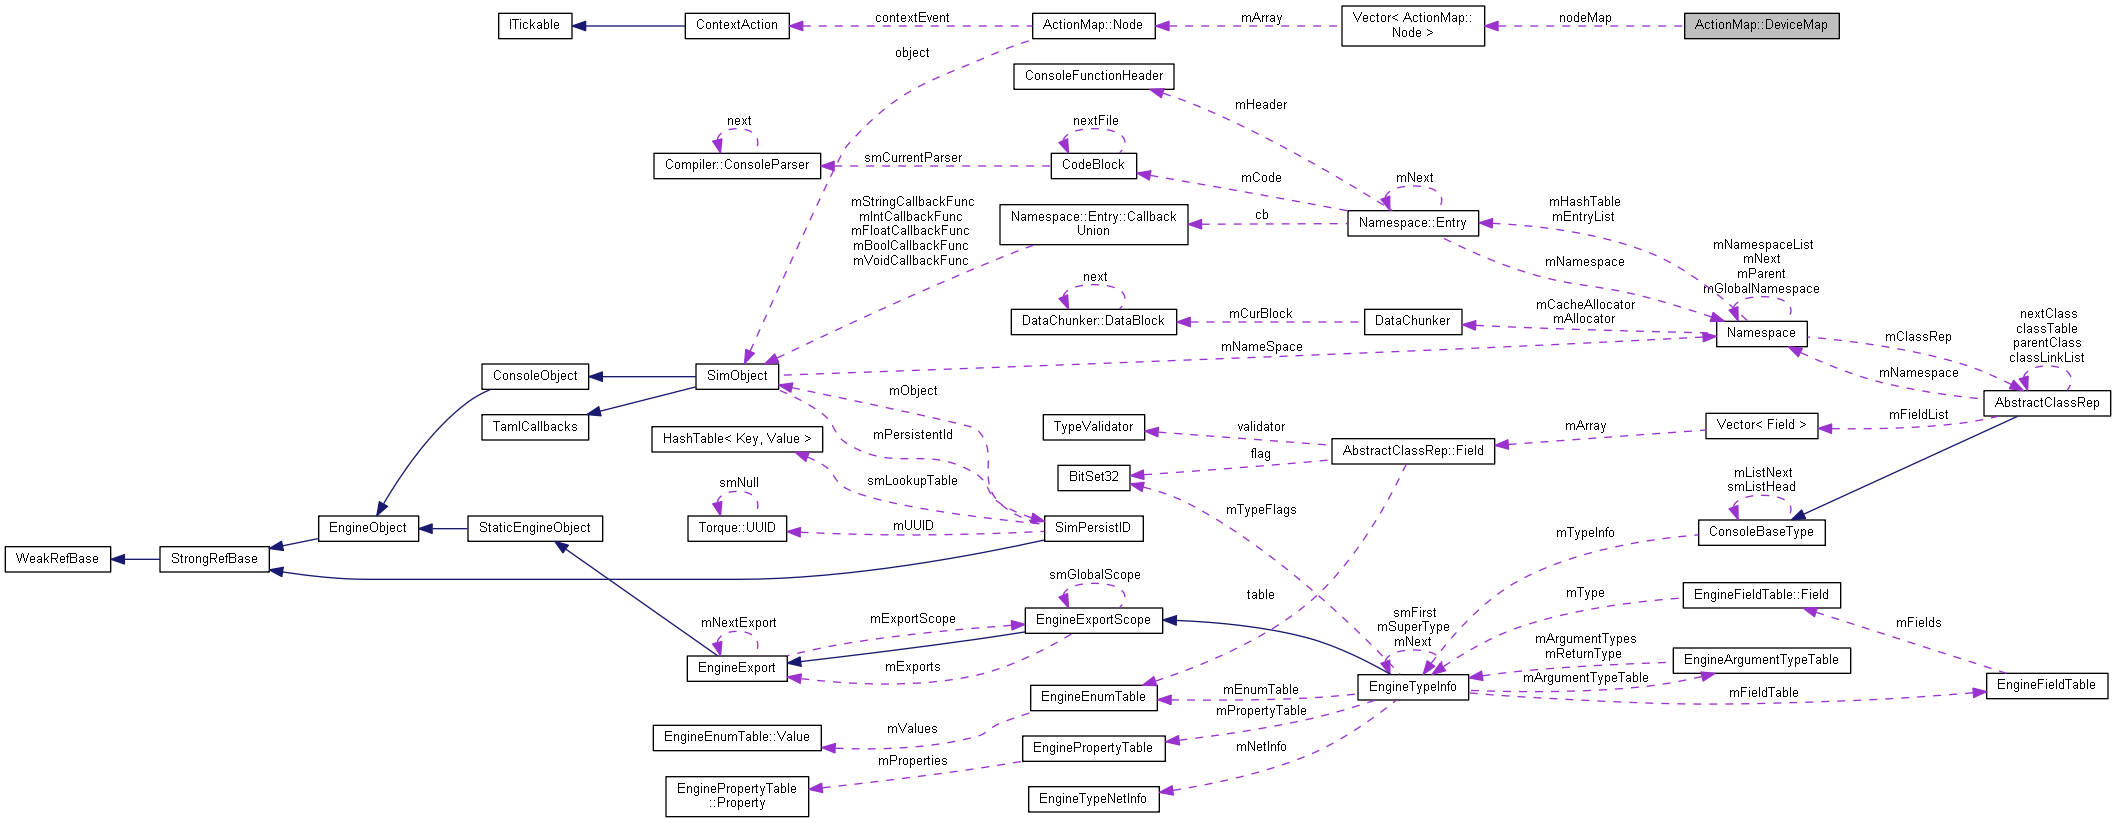 ITickable
ContextAction
contextEvent
ActionMap::Node
mArray
Vector< ActionMap::
Node >
nodeMap
ActionMap::DeviceMap
object
ConsoleFunctionHeader
mHeader
next
Compiler::ConsoleParser
smCurrentParser
nextFile
CodeBlock
mCode
mNext
Namespace::Entry
mStringCallbackFunc
mIntCallbackFunc
mFloatCallbackFunc
mBoolCallbackFunc
mVoidCallbackFunc
Namespace::Entry::Callback
Union
cb
mHashTable
mEntryList
mNamespace
mNamespaceList
mNext
mParent
mGlobalNamespace
Namespace
next
DataChunker::DataBlock
mCurBlock
DataChunker
mCacheAllocator
mAllocator
mNameSpace
mClassRep
mNamespace
nextClass
classTable
parentClass
classLinkList
AbstractClassRep
ConsoleObject
SimObject
TamlCallbacks
mObject
mPersistentId
HashTable< Key, Value >
smLookupTable
smNull
Torque::UUID
mUUID
SimPersistID
TypeValidator
validator
BitSet32
flag
AbstractClassRep::Field
mArray
Vector< Field >
mFieldList
mListNext
smListHead
ConsoleBaseType
mTypeFlags
mTypeInfo
EngineObject
StaticEngineObject
WeakRefBase
StrongRefBase
smGlobalScope
EngineExportScope
table
mNextExport
EngineExport
mExportScope
mExports
smFirst
mSuperType
mNext
EngineTypeInfo
mType
EngineFieldTable::Field
mFields
mArgumentTypes
mReturnType
mArgumentTypeTable
EngineArgumentTypeTable
mFieldTable
EngineFieldTable
EngineEnumTable
mEnumTable
mPropertyTable
mNetInfo
EngineEnumTable::Value
mValues
EnginePropertyTable
mProperties
EnginePropertyTable
::Property
EngineTypeNetInfo